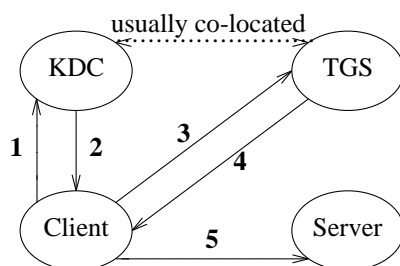 usually co-located
KDC
TGS
1
2
3
4
Client
5
Server